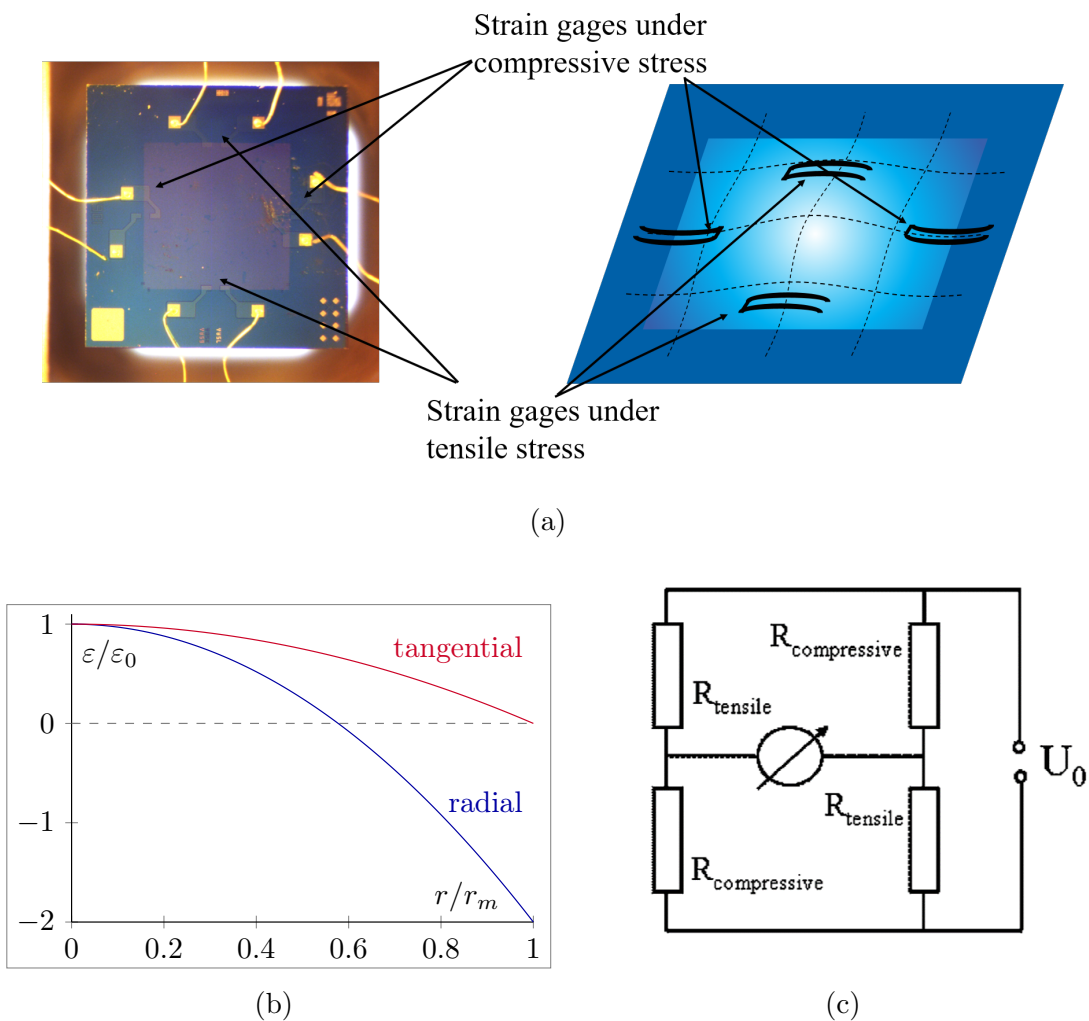 Strain gages under
compressive stress
Strain gages under
tensile stress
(a)
1
0
−1
−2
ε/ε0
tangential
radial
r/rm
0
0.2
0.4
0.6
0.8
1
(b)
Rtensile
Rcompressive
Rcompressive
Rtensile
U0
(c)